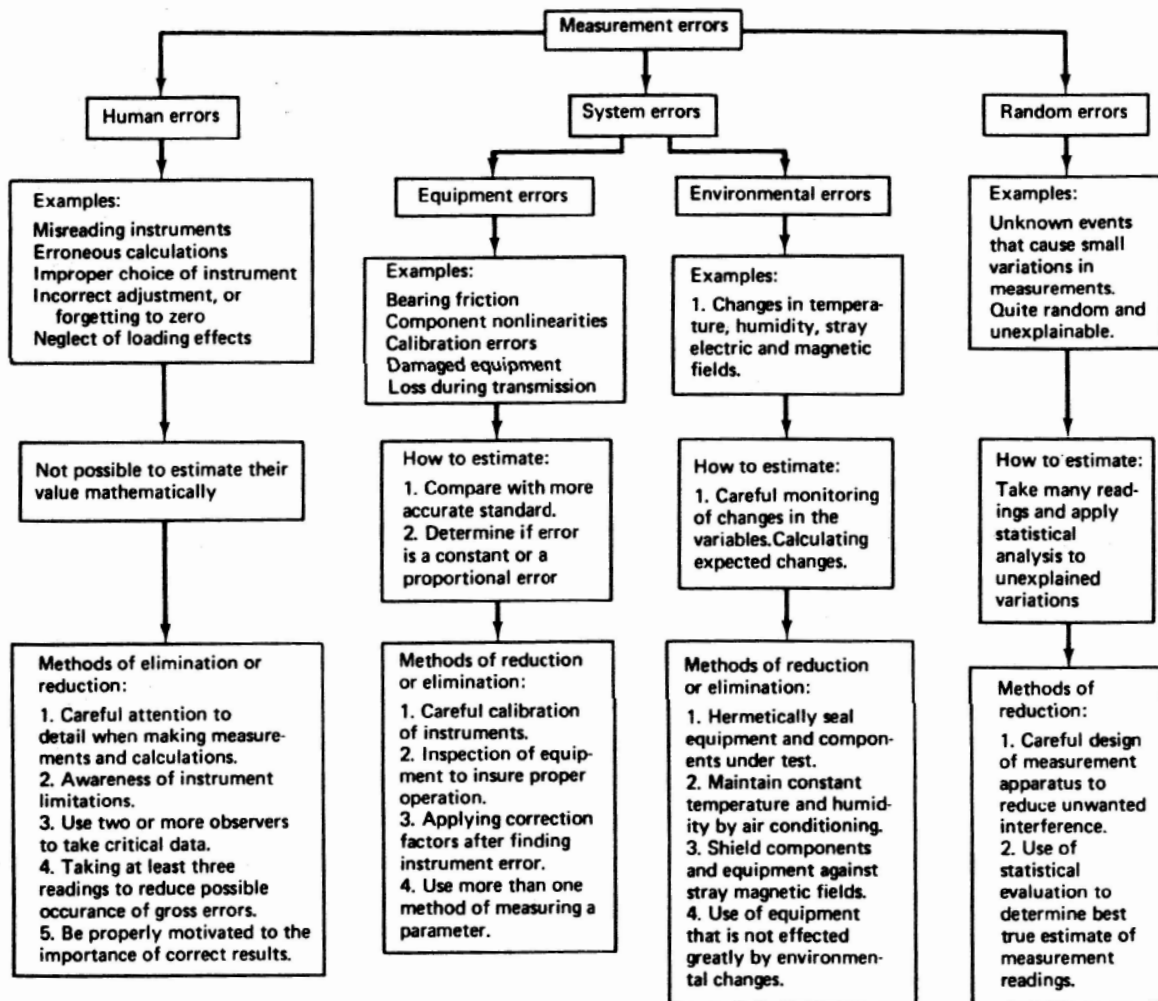 Measurement errors
Human errors
System errors
Random errors
Equipment errors
Environmental errors
Examples:
Misreading instruments
Erroneous calculations
Improper choice of instrument
Incorrect adjustment, or
forgetting to zero
Neglect of loading effects
Examples:
Bearing friction
Component nonlinearities
Calibration errors
Damaged equipment
Loss during transmission
Examples:
1. Changes in tempera-
ture, humidity, stray
electric and magnetic
fields.
Examples:
Unknown events
that cause small
variations in
measurements.
Quite random and
unexplainable.
Not possible to estimate their
value mathematically
How to estimate:
1. Compare with more
accurate standard.
2. Determine if error
is a constant or a
proportional error
How to estimate:
1. Careful monitoring
of changes in the
variables.Calculating
expected changes.
How to estimate:
Take many read-
ings and apply
statistical
analysis to
unexplained
variations
Methods of elimination or
reduction:
1. Careful attention to
detail when making measure-
ments and calculations.
2. Awareness of instrument
limitations.
3. Use two or more observers
to take critical data.
4. Taking at least three
readings to reduce possible
occurance of gross errors.
5. Be properly motivated to the
importance of correct results.
Methods of reduction
or elimination:
1. Careful calibration
of instruments.
2. Inspection of equip-
ment to insure proper
operation.
3. Applying correction
factors after finding
instrument error.
4. Use more than one
method of measuring a
parameter.
Methods of reduction
or elimination:
1. Hermetically seal
equipment and compon-
ents under test.
2. Maintain constant
temperature and humid-
ity by air conditioning.
3. Shield components
and equipment against
stray magnetic fields.
4. Use of equipment
that is not effected
greatly by environmen-
tal changes.
Methods of
reduction:
1. Careful design
of measurement
apparatus to
reduce unwanted
interference.
2. Use of
statistical
evaluation to
determine best
true estimate of
measurement
readings.